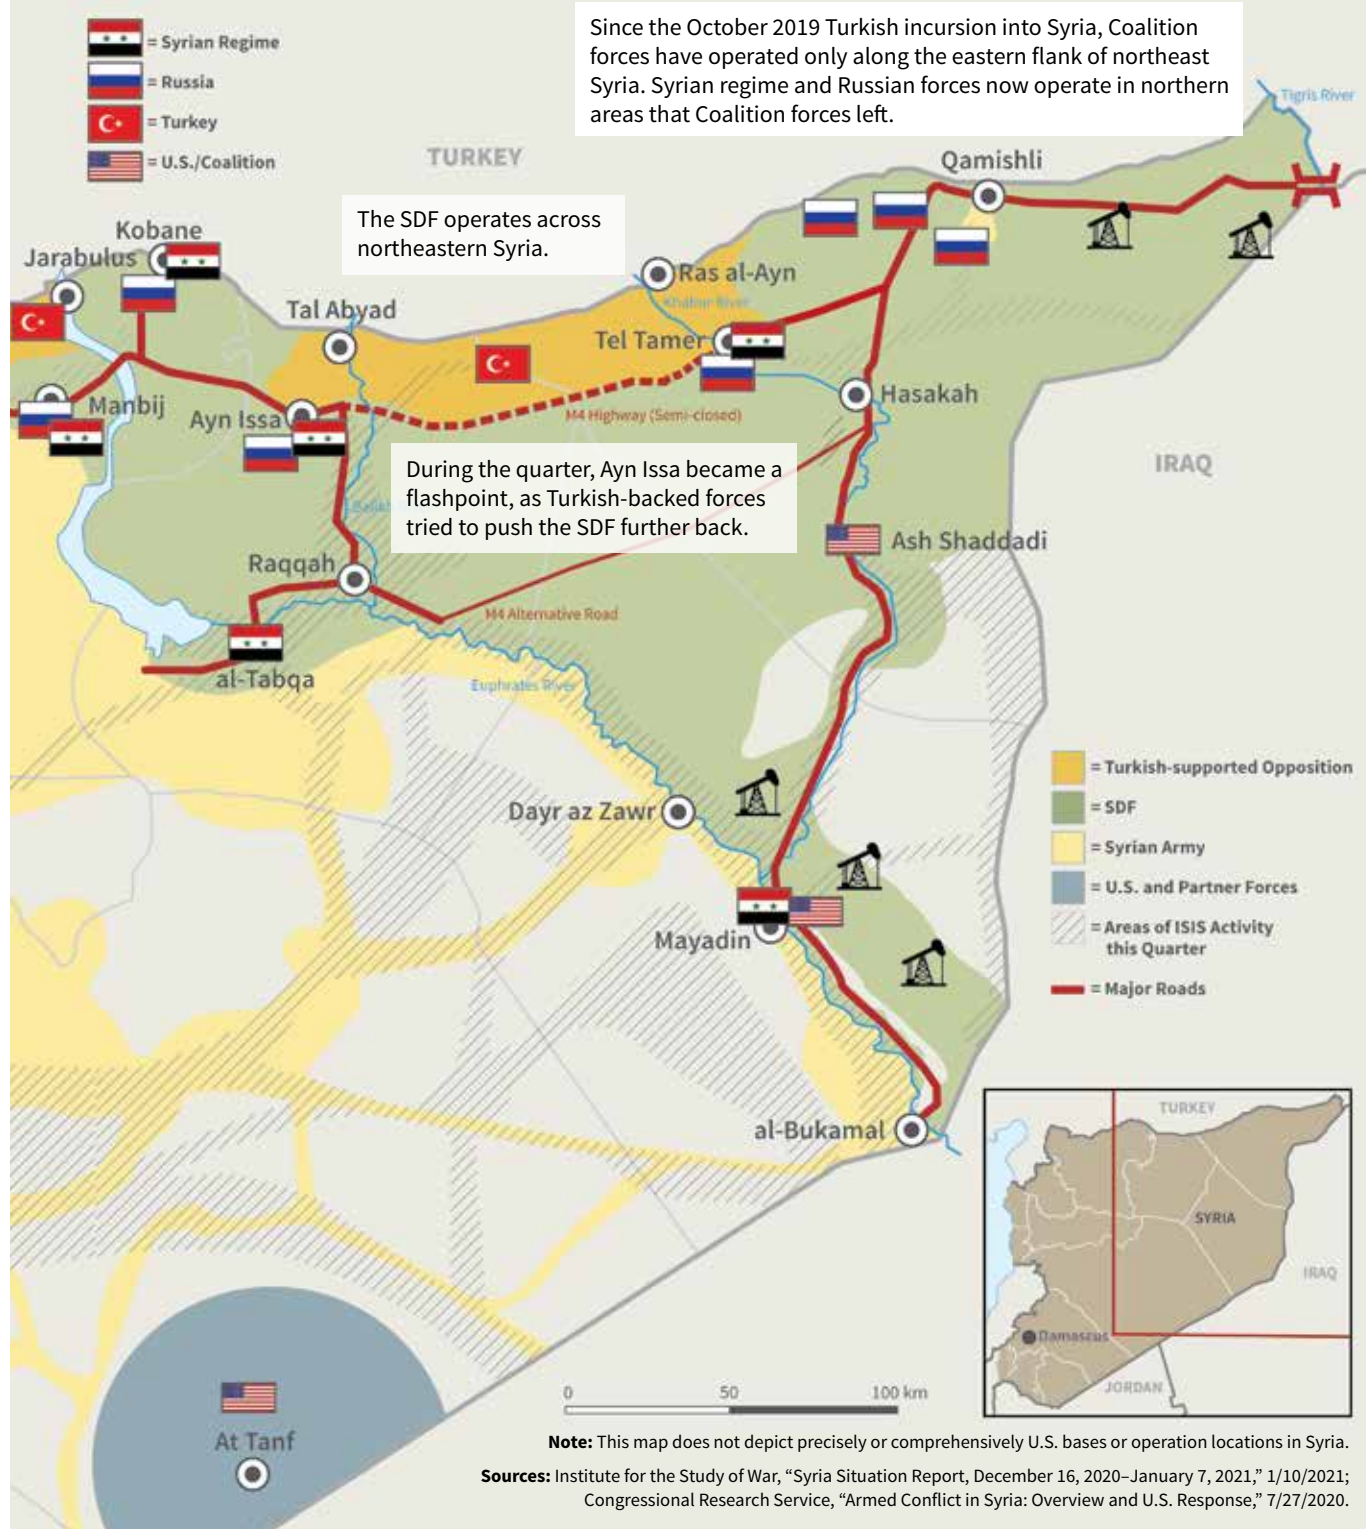 = Syrian Regime
= Russia
= Turkey
= U.S./Coalition
Since the October 2019 Turkish incursion into Syria, Coalition
forces have operated only along the eastern flank of northeast
Syria. Syrian regime and Russian forces now operate in northern
areas that Coalition forces left.
Tigris River
TURKEY
Qamishli
The SDF operates across
northeastern Syria.
Kobane
Jarabulus
Ras al-Ayn
Khabur River
Tal Abyad
Tel Tamer
Hasakah
Manbij
Ayn Issa
M4 Highway (Semi-closed)
IRAQ
During the quarter, Ayn Issa became a
flashpoint, as Turkish-backed forces
tried to push the SDF further back.
Ash Shaddadi
Raqqah
M4 Alternative Road
al-Tabqa
Euphrates River
= Turkish-supported Opposition
= SDF
= Syrian Army
= U.S. and Partner Forces
= Areas of ISIS Activity
this Quarter
= Major Roads
Dayr az Zawr
Mayadin
al-Bukamal
TURKEY
SYRIA
IRAQ
Damascus
JORDAN
At Tanf
0 50 100 km
Note: This map does not depict precisely or comprehensively U.S. bases or operation locations in Syria.
Sources: Institute for the Study of War, “Syria Situation Report, December 16, 2020–January 7, 2021,” 1/10/2021;
Congressional Research Service, “Armed Conflict in Syria: Overview and U.S. Response,” 7/27/2020.